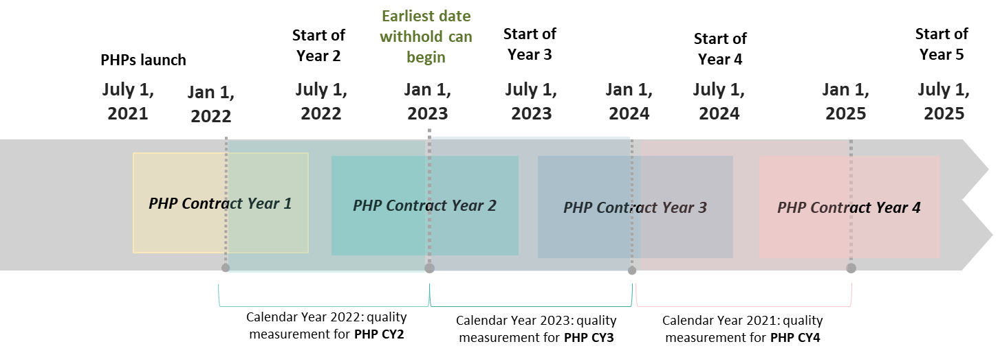 PHPs launch
July 1,
2021
Jan 1,
2022
Start of
Year 2
July 1,
2022
Earliest date
withhold can
begin
Jan 1,
2023
Start of
Year 3
July 1,
2023
Jan 1,
2024
Start of
Year 4
July 1,
2024
Jan 1,
2025
Start of
Year 5
July 1,
2025
PHP Contract Year 1
PHP Contract Year 2
PHP Contract Year 3
PHP Contract Year 4
Calendar Year 2022: quality
measurement for PHP CY2
Calendar Year 2023: quality
measurement for PHP CY3
Calendar Year 2021: quality
measurement for PHP CY4